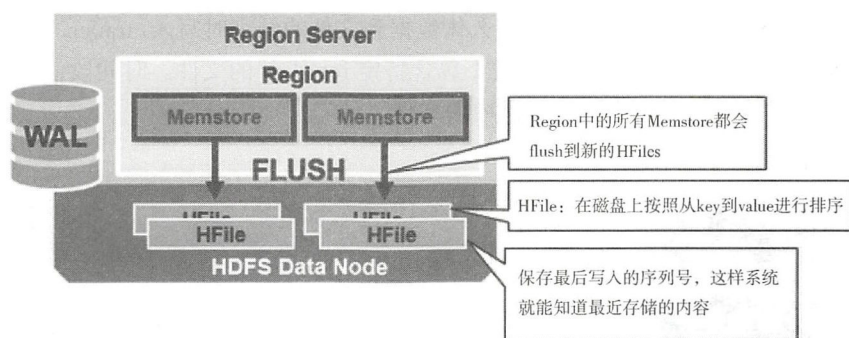 Region Server
Region
WAL
Memstore
Memstore
FLUSH
HFile
HFile
HFile
HFile
HDFS Data Node
Region中的所有Memstore都会
flush到新的HFiles
HFile：在磁盘上按照从key到value进行排序
保存最后写入的序列号，这样系统
就能知道最近存储的内容